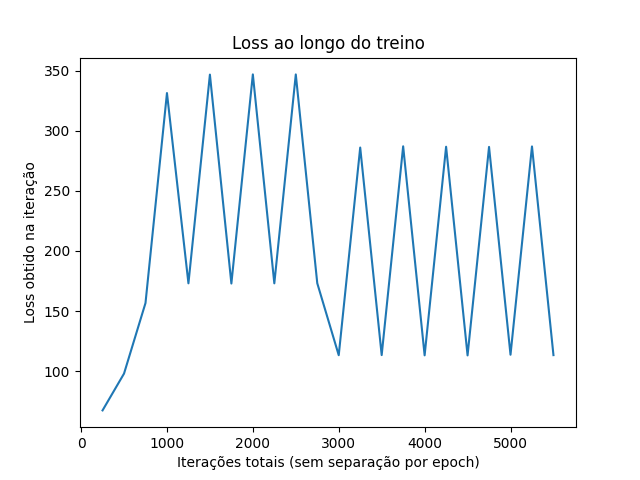 Loss ao longo do treino
350
300
250
200
150
100
Loss obtido na iteração
0 1000 2000 3000 4000 5000
Iterações totais (sem separação por epoch)